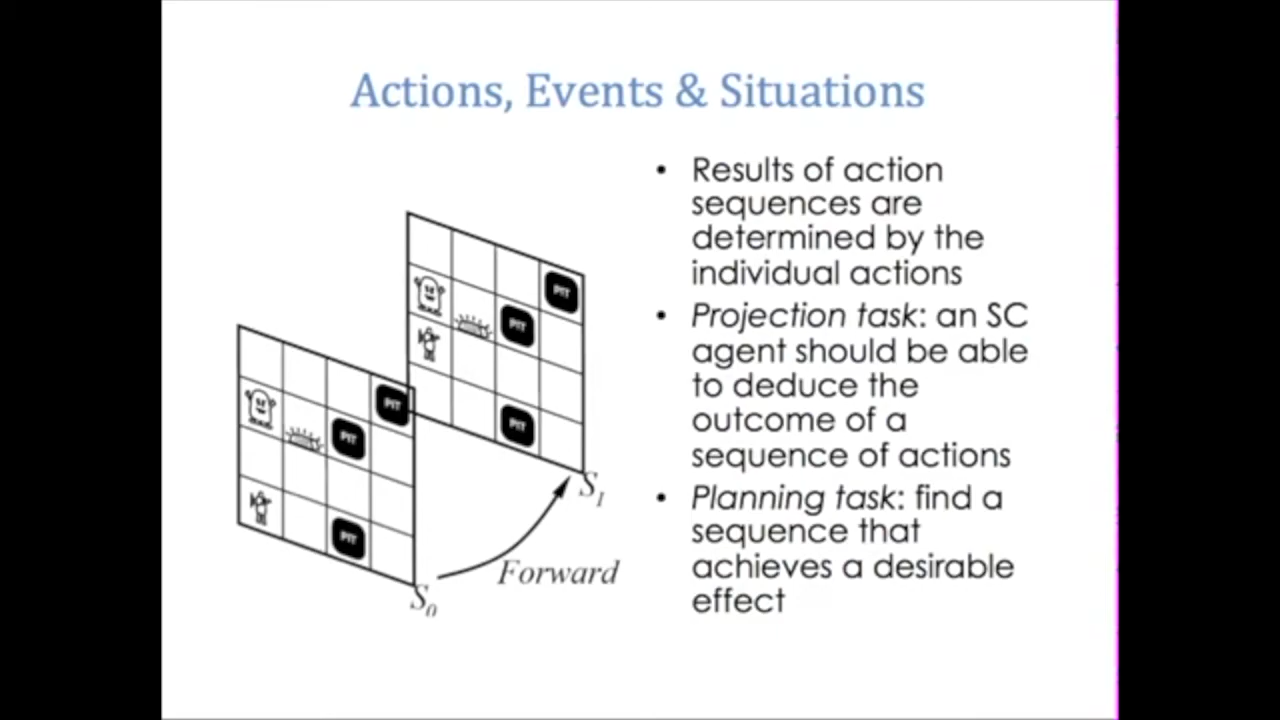 Actions, Events & Situations
• Results of action
sequences are
determined by the
individual actions
• Projection task: an SC
agent should be able
to deduce the
outcome of a
sequence of actions
• Planning task: find a
sequence that
achieves a desirable
effect
PIT
PIT
PIT
S1
PIT
PIT
PIT
S0
Forward